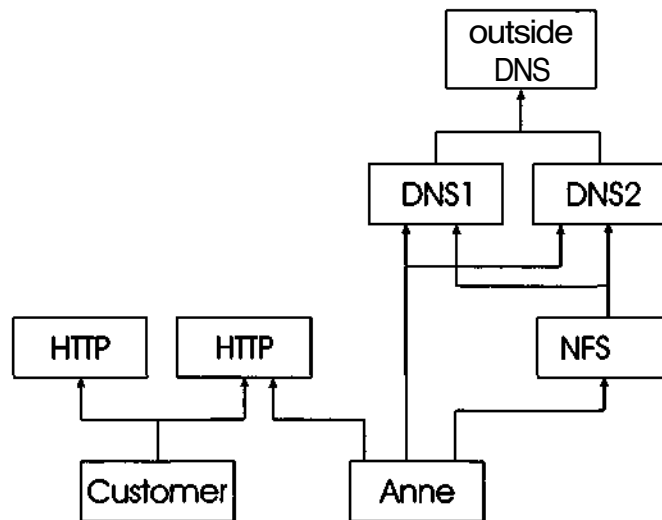 outside
DNS
DNS1
DNS2
HTTP
HTTP
NFS
Customer
Anne